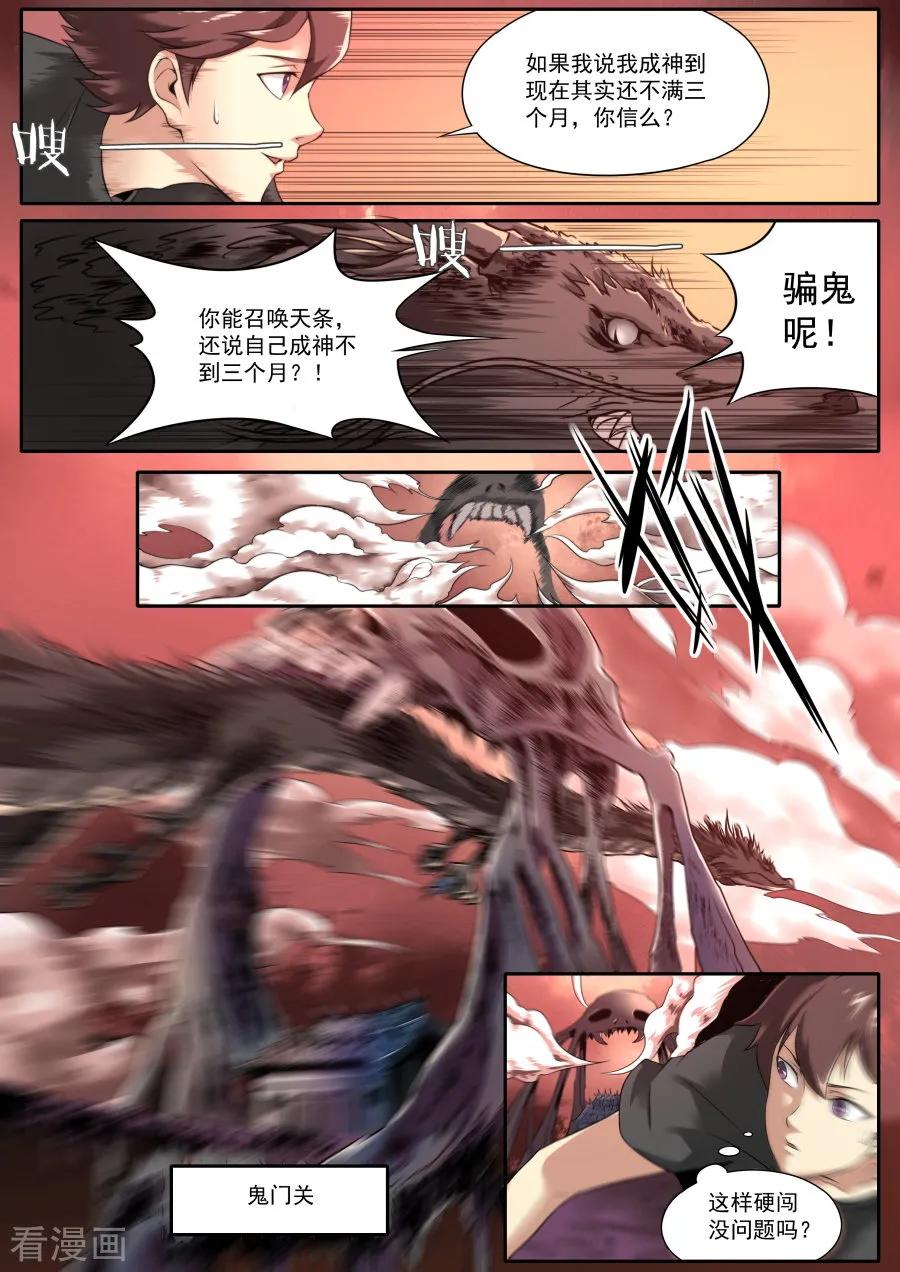 如果我说我成神到
现在其实还不满三
个月，你信么？
嗖
嗖
你能召唤天条，
还说自己成神不
到三个月？！
骗鬼
呢！
鬼门关
这样硬闯
没问题吗？
看漫画